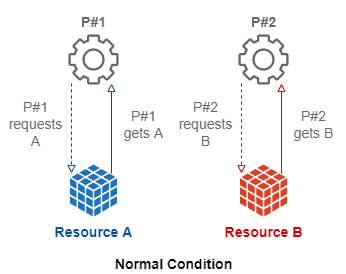 P#1
P#2
P#1
requests
A
P#1
gets A
P#2
requests
B
P#2
gets B
Resource A
Resource B
Normal Condition